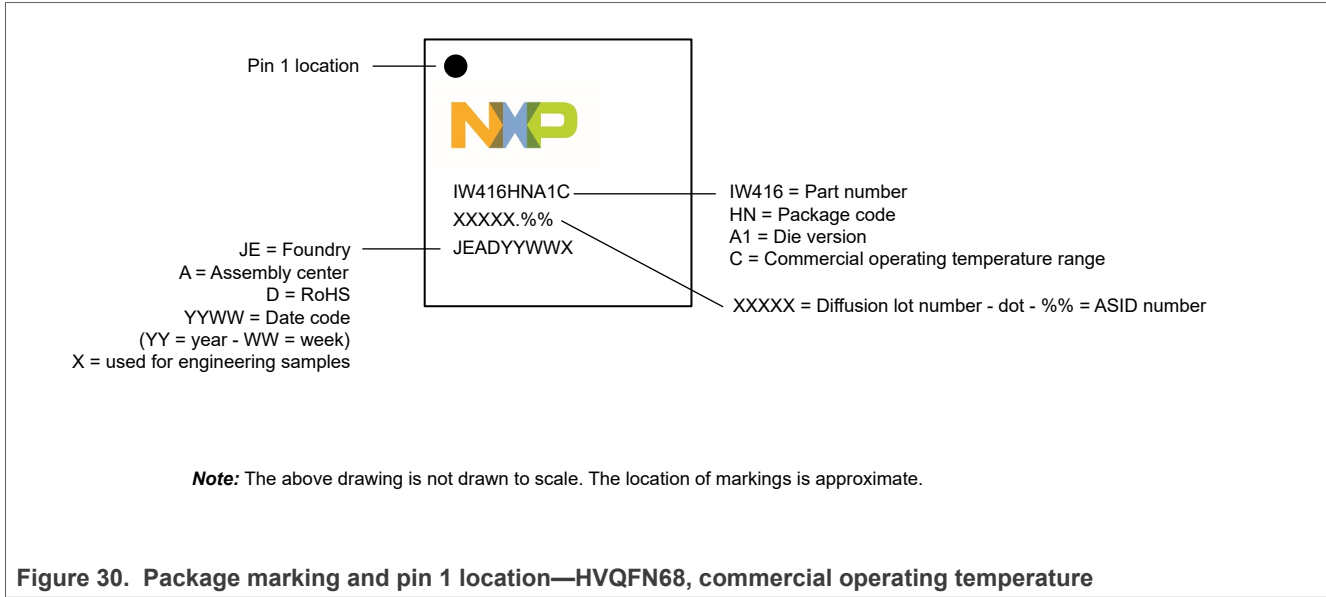 Pin 1 location
NXP
IW416HNA1C
XXXXX.%%
JEADYYWWX
IW416 = Part number
HN = Package code
A1 = Die version
C = Commercial operating temperature range
XXXXX = Diffusion lot number - dot - %% = ASID number
JE = Foundry
A = Assembly center
D = RoHS
YYWW = Date code
(YY = year - WW = week)
X = used for engineering samples
Note: The above drawing is not drawn to scale. The location of markings is approximate.
Figure 30. Package marking and pin 1 location—HVQFN68, commercial operating temperature